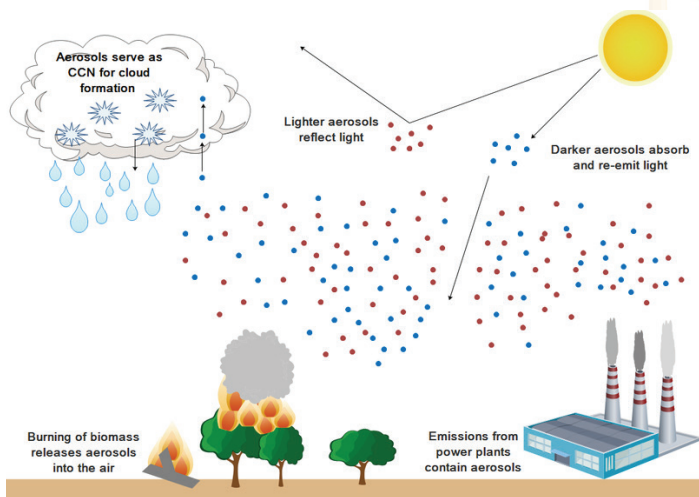 Aerosols serve as
CCN for cloud
formation
Lighter aerosols
reflect light
Darker aerosols absorb
and re-emit light
Burning of biomass
releases aerosols
into the air
Emissions from
power plants
contain aerosols